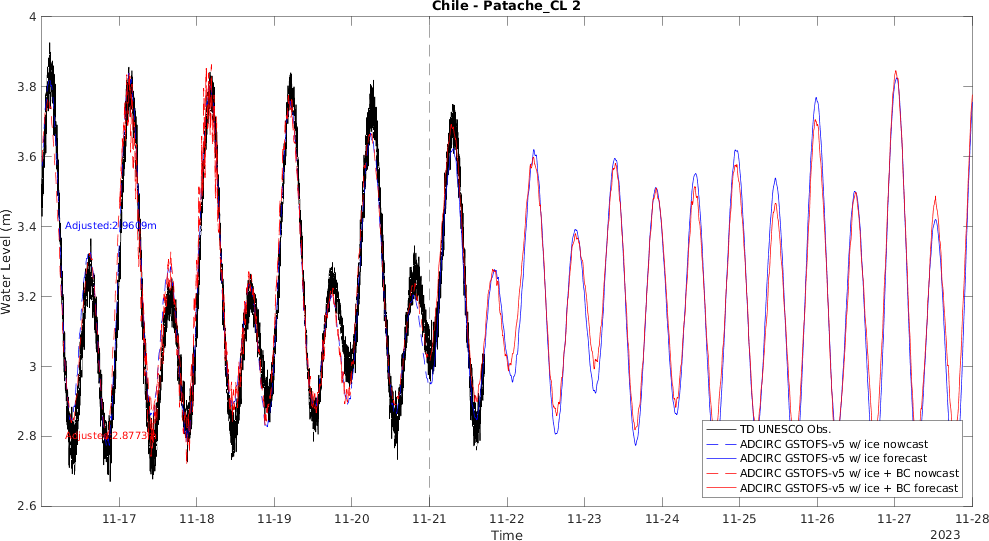 Chile - Patache_CL 2
Water Level (m)
4
3.8
3.6
3.4
3.2
3
2.8
2.6
Adjusted:2.9609m
Adjusted:2.8773m
TD UNESCO Obs.
ADCIRC GSTOFS-v5 w/ ice nowcast
ADCIRC GSTOFS-v5 w/ ice forecast
ADCIRC GSTOFS-v5 w/ ice + BC nowcast
ADCIRC GSTOFS-v5 w/ ice + BC forecast
11-17 11-18 11-19 11-20 11-21 11-22 11-23 11-24 11-25 11-26 11-27 11-28
Time
2023